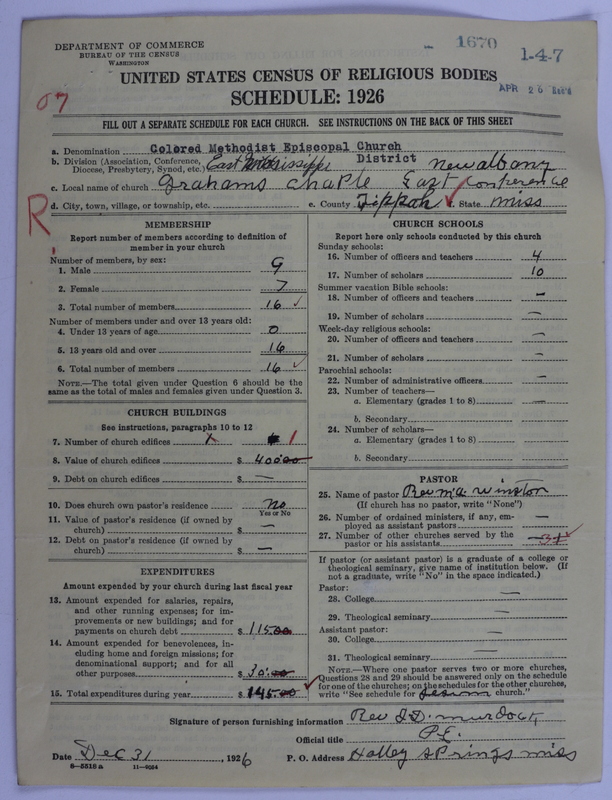 DEPARTMENT OF COMMERCE
BUREAU OF THE CENSUS
WASHINGTON
1670
1-4-7
UNITED STATES CENSUS OF RELIGIOUS BODIES
APR 26
SCHEDULE: 1926
07
FILL OUT A SEPARATE SCHEDULE FOR EACH CHURCH. SEE INSTRUCTIONS ON THE BACK OF THIS SHEET
a. Denomination Colored Methodist Episcopal Church
b. Division (Association, Conference, Diocese, Presbytery, Synod, etc.) East Mississippi District New albany
c. Local name of church Grahams Chaple East Conference
R.
d. City, town, village, or township, etc. e. County Tippah f. State Miss
MEMBERSHIP
Report number of members according to definition of member in your church
Number of members, by sex:
1. Male 9
2. Female 7
3. Total number of members 16
Number of members under and over 13 years old:
4. Under 13 years of age 0
5. 13 years old and over 16
6. Total number of members 16
NOTE.—The total given under Question 6 should be the same as the total of males and females given under Question 3.
CHURCH BUILDINGS
See instructions, paragraphs 10 to 12
7. Number of church edifices X 1
8. Value of church edifices $ 400.00
9. Debt on church edifices $ —
10. Does church own pastor's residence No
Yes or No
11. Value of pastor's residence (if owned by church) $ —
12. Debt on pastor's residence (if owned by church) $ —
EXPENDITURES
Amount expended by your church during last fiscal year
13. Amount expended for salaries, repairs, and other running expenses; for improvements or new buildings; and for payments on church debt $ 115.00
14. Amount expended for benevolences, including home and foreign missions; for denominational support; and for all other purposes $ 30.00
15. Total expenditures during year $ 145.00
CHURCH SCHOOLS
Report here only schools conducted by this church
Sunday schools:
16. Number of officers and teachers 4
17. Number of scholars 10
Summer vacation Bible schools:
18. Number of officers and teachers —
19. Number of scholars —
Week-day religious schools:
20. Number of officers and teachers —
21. Number of scholars —
Parochial schools:
22. Number of administrative officers —
23. Number of teachers—
a. Elementary (grades 1 to 8) —
b. Secondary
24. Number of scholars—
a. Elementary (grades 1 to 8)
b. Secondary
PASTOR
25. Name of pastor Rev M.C. Winston
(If church has no pastor, write "None")
26. Number of ordained ministers, if any, employed as assistant pastors —
27. Number of other churches served by the pastor or his assistants
If pastor (or assistant pastor) is a graduate of a college or theological seminary, give name of institution below. (If not a graduate, write "No" in the space indicated.)
Pastor:
28. College —
29. Theological seminary —
Assistant pastor:
30. College —
31. Theological seminary —
NOTE.—Where one pastor serves two or more churches, Questions 28 and 29 should be answered only on the schedule for one of the churches; on the schedules for the other churches, write "See schedule for church."
Signature of person furnishing information Rev J.D. Murdock,
Official title P.E.
Date Dec 31, 1926 P. O. Address Holley Springs Miss
8—5518 a 11—9054